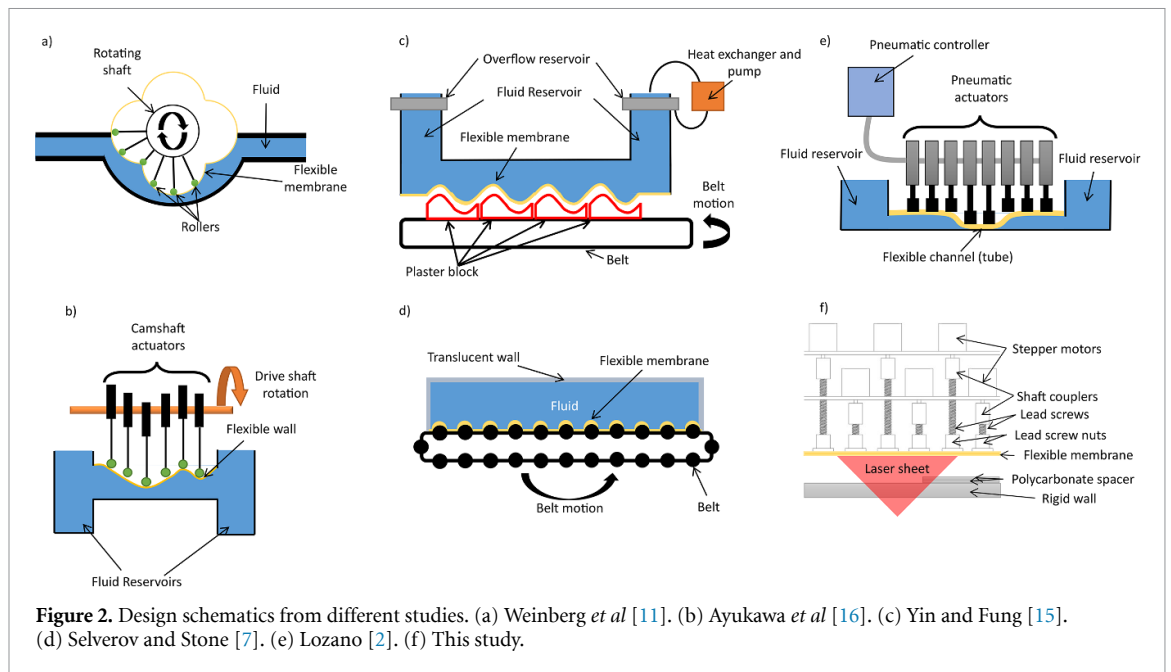 a)
Rotating
shaft
Fluid
Flexible
membrane
Rollers
b)
Camshaft
actuators
Drive shaft
rotation
Flexible wall
Fluid Reservoirs
c)
Overflow reservoir
Heat exchanger and
pump
Fluid Reservoir
Flexible membrane
Belt
motion
Plaster block
Belt
d)
Translucent wall
Flexible membrane
Fluid
Belt motion
Belt
e)
Pneumatic controller
Pneumatic
actuators
Fluid reservoir
Fluid reservoir
Flexible channel (tube)
f)
Stepper motors
Shaft couplers
Lead screws
Lead screw nuts
Flexible membrane
Laser sheet
Polycarbonate spacer
Rigid wall
Figure 2. Design schematics from different studies. (a) Weinberg et al [11]. (b) Ayukawa et al [16]. (c) Yin and Fung [15].
(d) Selverov and Stone [7]. (e) Lozano [2]. (f) This study.